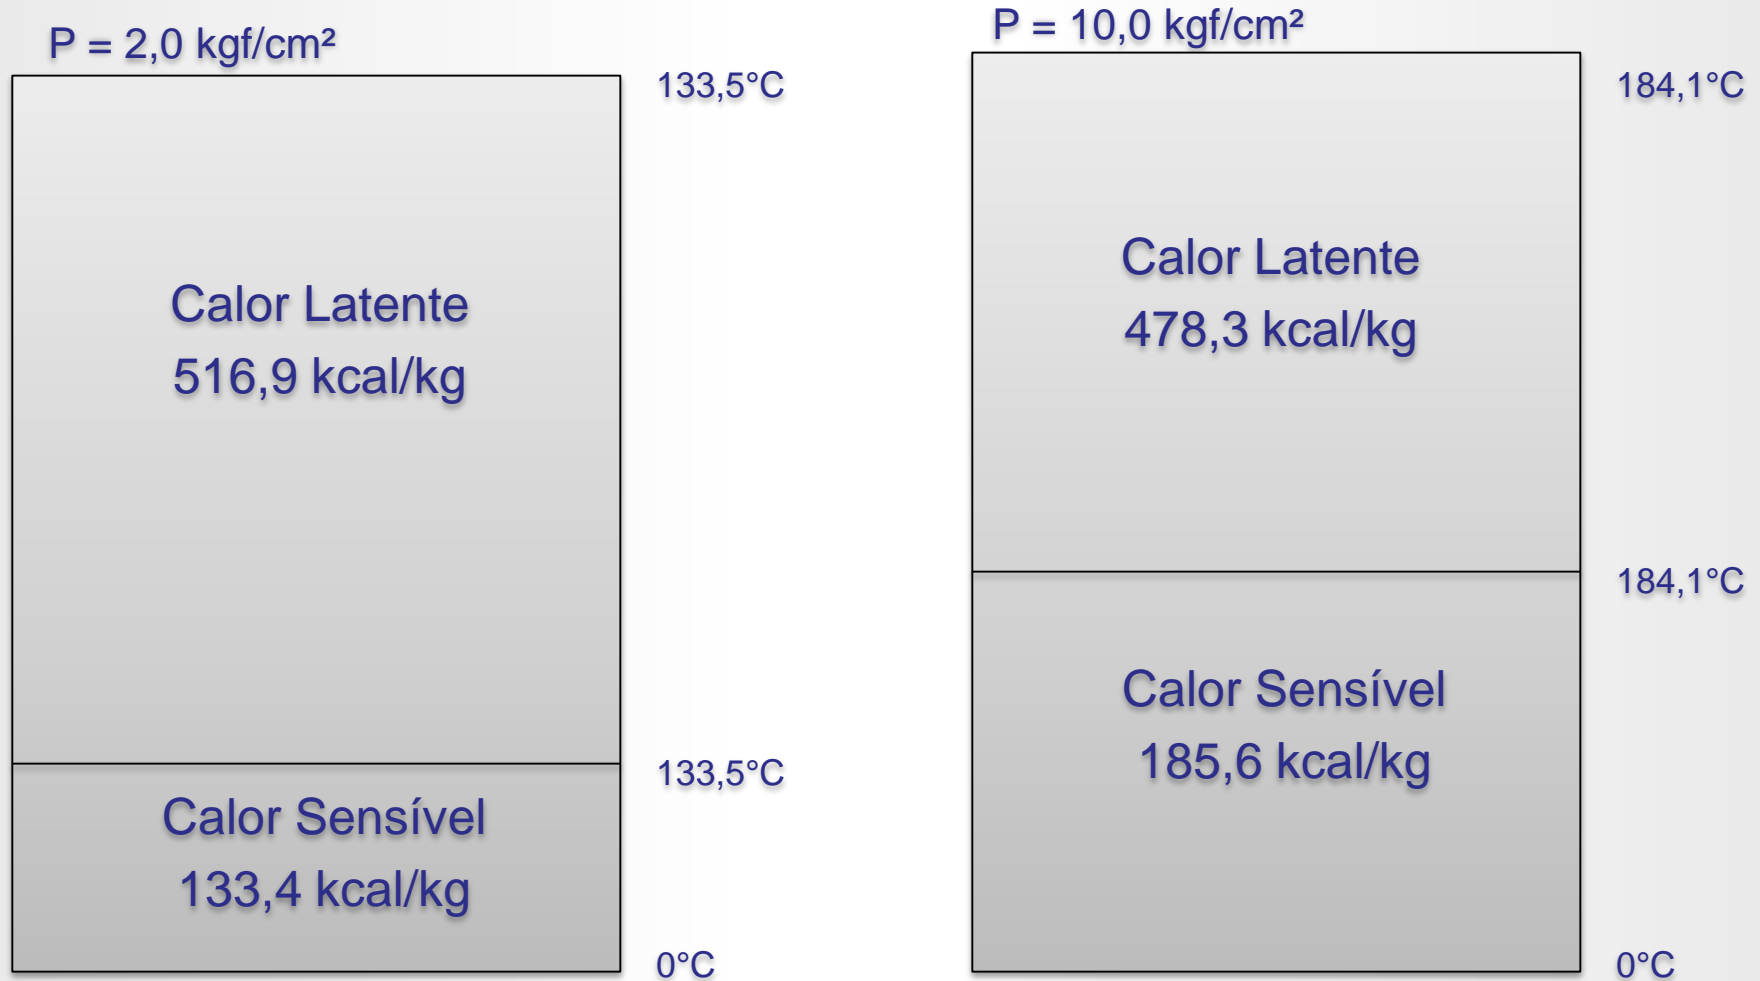 P = 2,0 kgf/cm²
133,5°C
Calor Latente
516,9 kcal/kg
133,5°C
Calor Sensível
133,4 kcal/kg
0°C
P = 10,0 kgf/cm²
184,1°C
Calor Latente
478,3 kcal/kg
184,1°C
Calor Sensível
185,6 kcal/kg
0°C